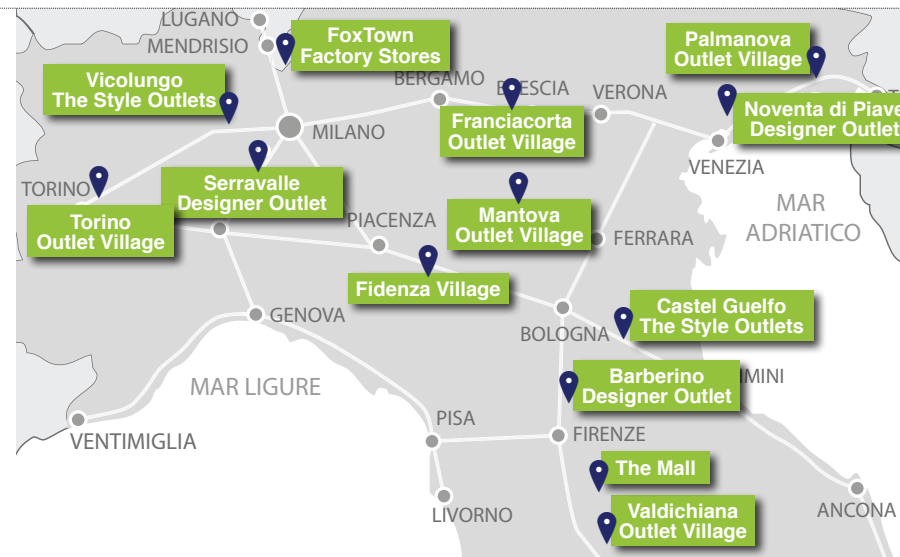 LUGANO
MENDRISIO
FoxTown
Factory Stores
Palmanova
Outlet Village
Vicolungo
The Style Outlets
BERGAMO
VERONA
Noventa di Piave
Designer Outlet
Franciacorta
Outlet Village
MILANO
VENEZIA
TORINO
Serravalle
Designer Outlet
Mantova
Outlet Village
MAR
ADRIATICO
Torino
Outlet Village
PIACENZA
FERRARA
Fidenza Village
Castel Guelfo
The Style Outlets
GENOVA
BOLOGNA
MAR LIGURE
Barberino
Designer Outlet
PISA
FIRENZE
VENTIMIGLIA
The Mall
LIVORNO
Valdichiana
Outlet Village
ANCONA